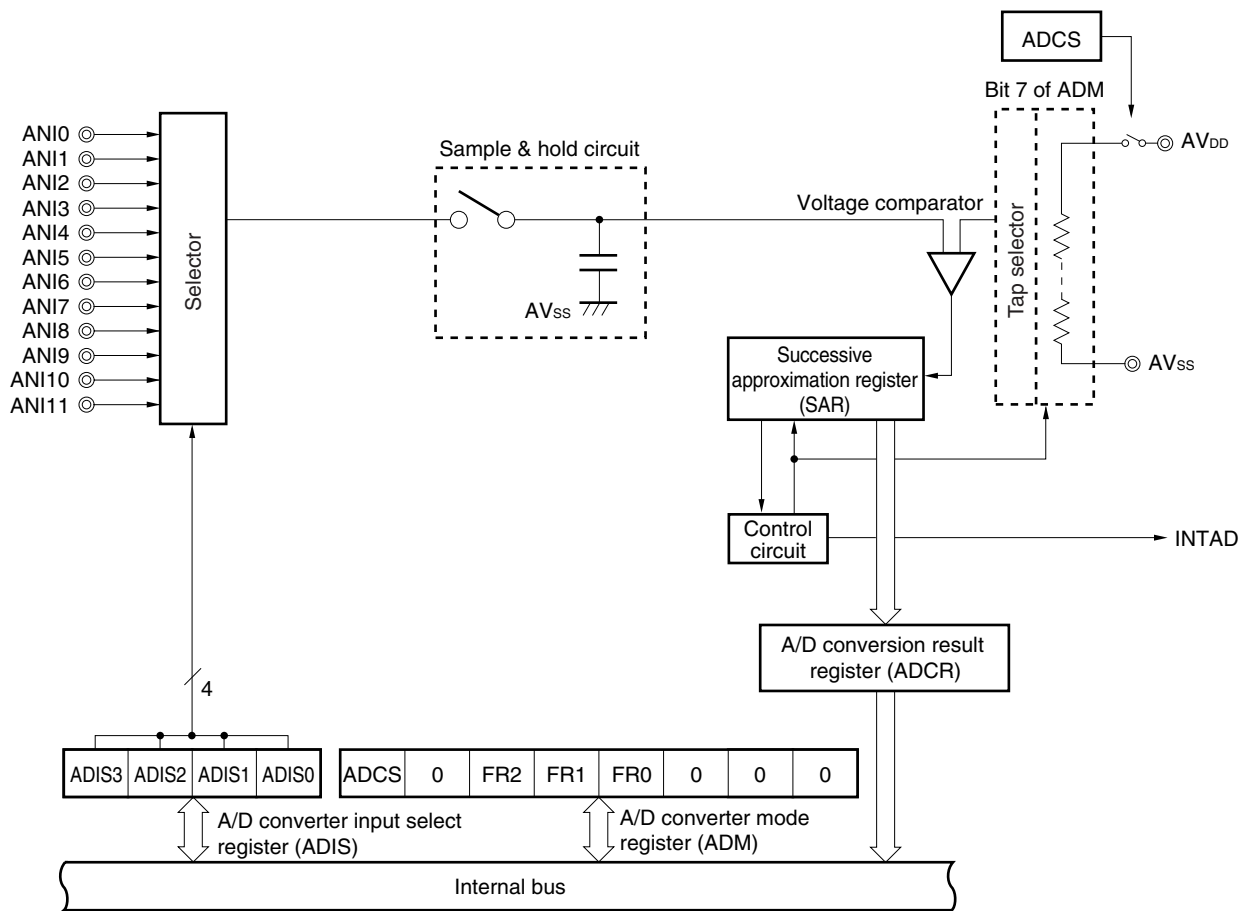 ADCS
Bit 7 of ADM
ANI0
ANI1
ANI2
ANI3
ANI4
ANI5
ANI6
ANI7
ANI8
ANI9
ANI10
ANI11
Selector
Sample & hold circuit
AVSS
Voltage comparator
Tap selector
AVDD
AVSS
Successive
approximation register
(SAR)
Control
circuit
INTAD
A/D conversion result
register (ADCR)
4
ADIS3 ADIS2 ADIS1 ADIS0
ADCS 0 FR2 FR1 FR0 0 0 0
A/D converter input select
register (ADIS)
A/D converter mode
register (ADM)
Internal bus